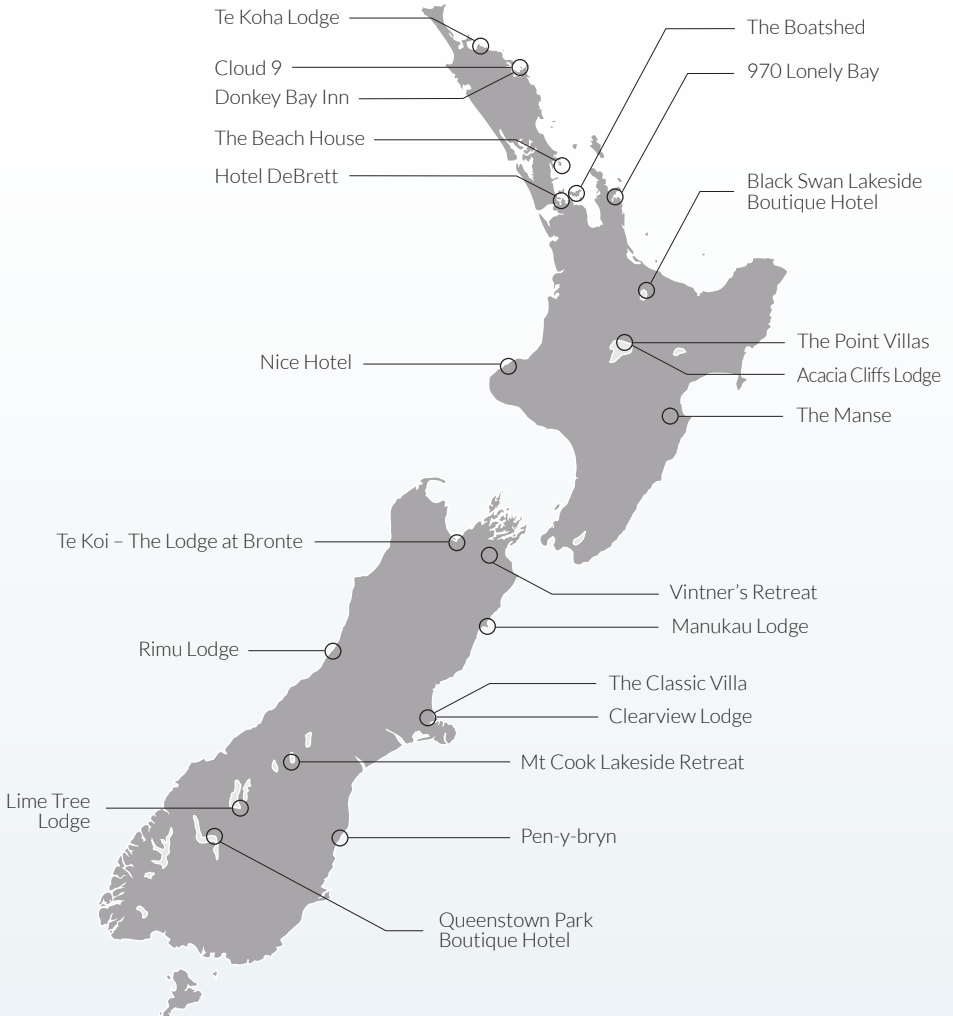 Te Koha Lodge
The Boatshed
Cloud 9
970 Lonely Bay
Donkey Bay Inn
The Beach House
Hotel DeBrett
Black Swan Lakeside
Boutique Hotel
The Point Villas
Nice Hotel
Acacia Cliffs Lodge
The Manse
Te Koi – The Lodge at Bronte
Vintner’s Retreat
Manukau Lodge
Rimu Lodge
The Classic Villa
Clearview Lodge
Mt Cook Lakeside Retreat
Lime Tree
Lodge
Pen-y-bryn
Queenstown Park
Boutique Hotel